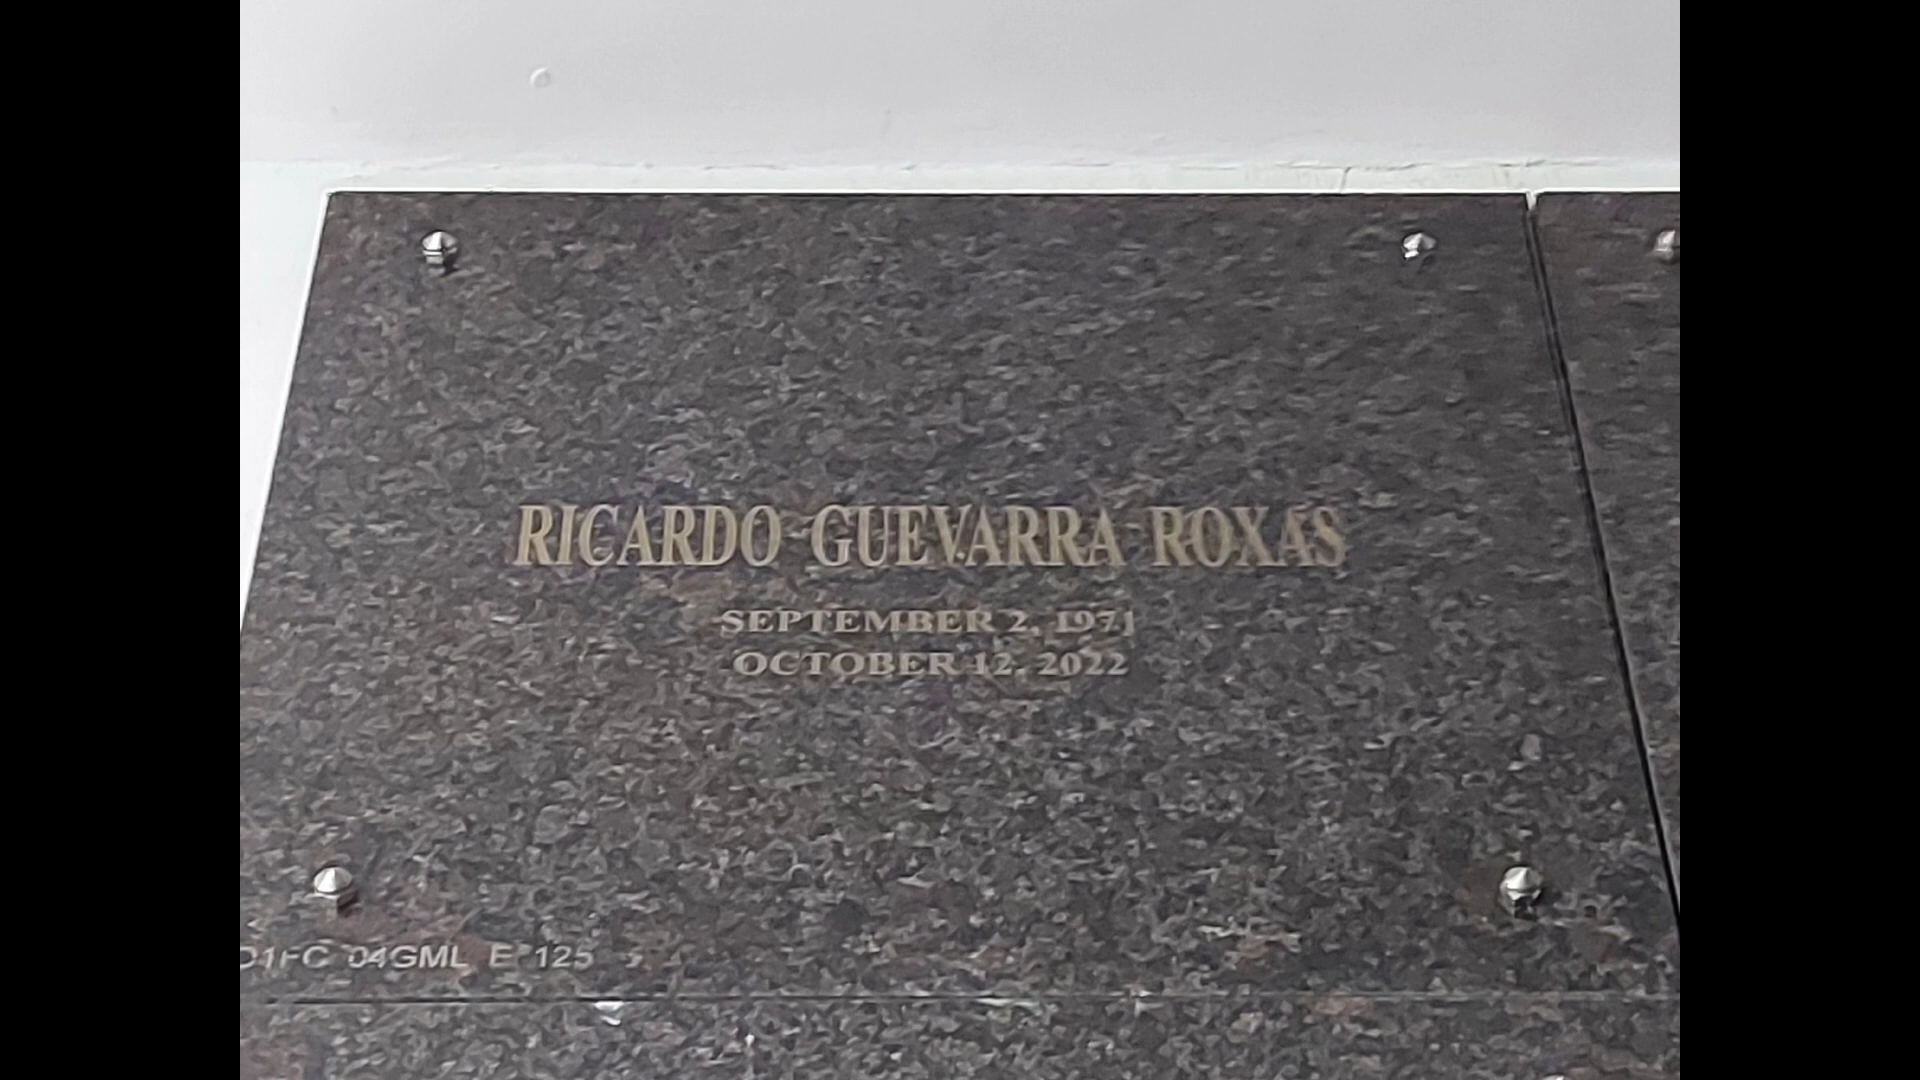 RICARDO GUEVARRA ROXAS
SEPTEMBER 2, 1971
OCTOBER 12, 2022
04GML E 125